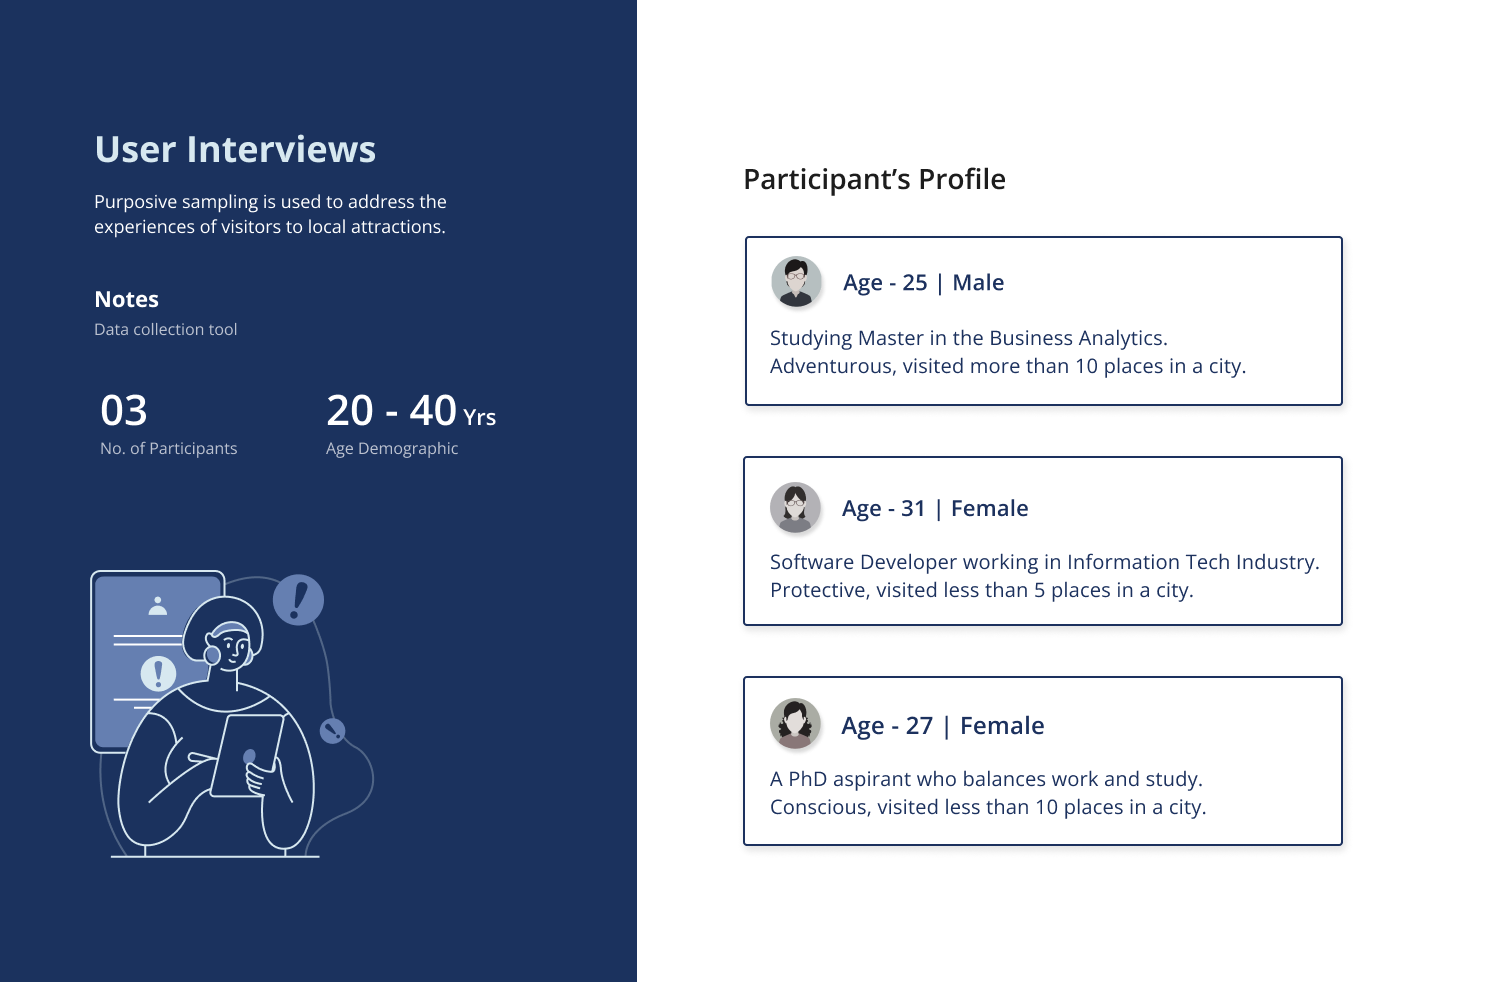 User Interviews
Purposive sampling is used to address the
experiences of visitors to local attractions.
Notes
Data collection tool
03
No. of Participants
20 - 40 Yrs
Age Demographic
Participant’s Profile
Age - 25 | Male
Studying Master in the Business Analytics.
Adventurous, visited more than 10 places in a city.
Age - 31 | Female
Software Developer working in Information Tech Industry.
Protective, visited less than 5 places in a city.
Age - 27 | Female
A PhD aspirant who balances work and study.
Conscious, visited less than 10 places in a city.